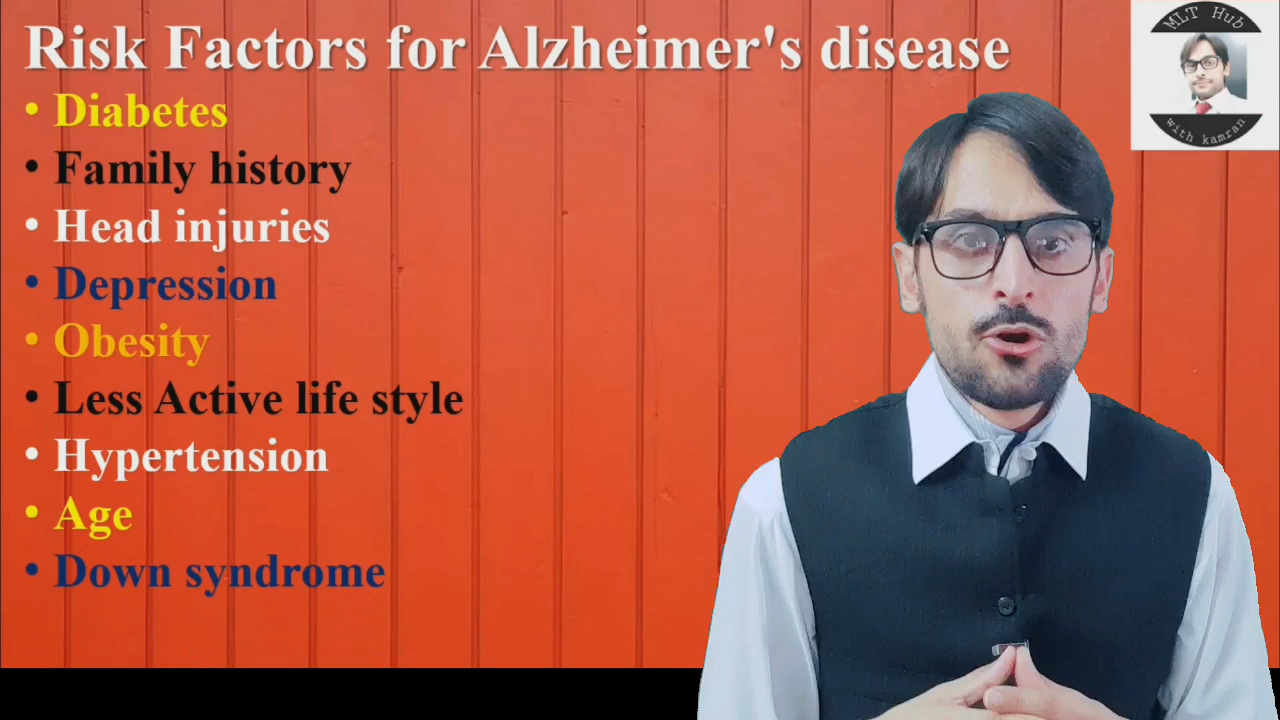 Risk Factors for Alzheimer's disease
• Diabetes
• Family history
• Head injuries
• Depression
• Obesity
• Less Active life style
• Hypertension
• Age
• Down syndrome
MLT Hub
with kamran